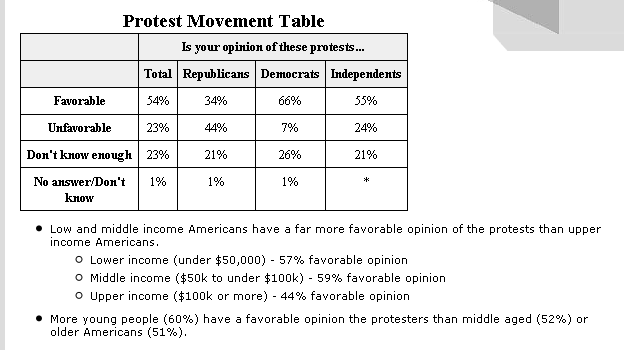 Protest Movement Table
Is your opinion of these protests...
Total Republicans Democrats Independents
Favorable 54% 34% 66% 55%
Unfavorable 23% 44% 7% 24%
Don't know enough 23% 21% 26% 21%
No answer/Don't know 1% 1% 1% *
Low and middle income Americans have a far more favorable opinion of the protests than upper
income Americans.
Lower income (under $50,000) - 57% favorable opinion
Middle income ($50k to under $100k) - 59% favorable opinion
Upper income ($100k or more) - 44% favorable opinion
More young people (60%) have a favorable opinion the protesters than middle aged (52%) or
older Americans (51%).